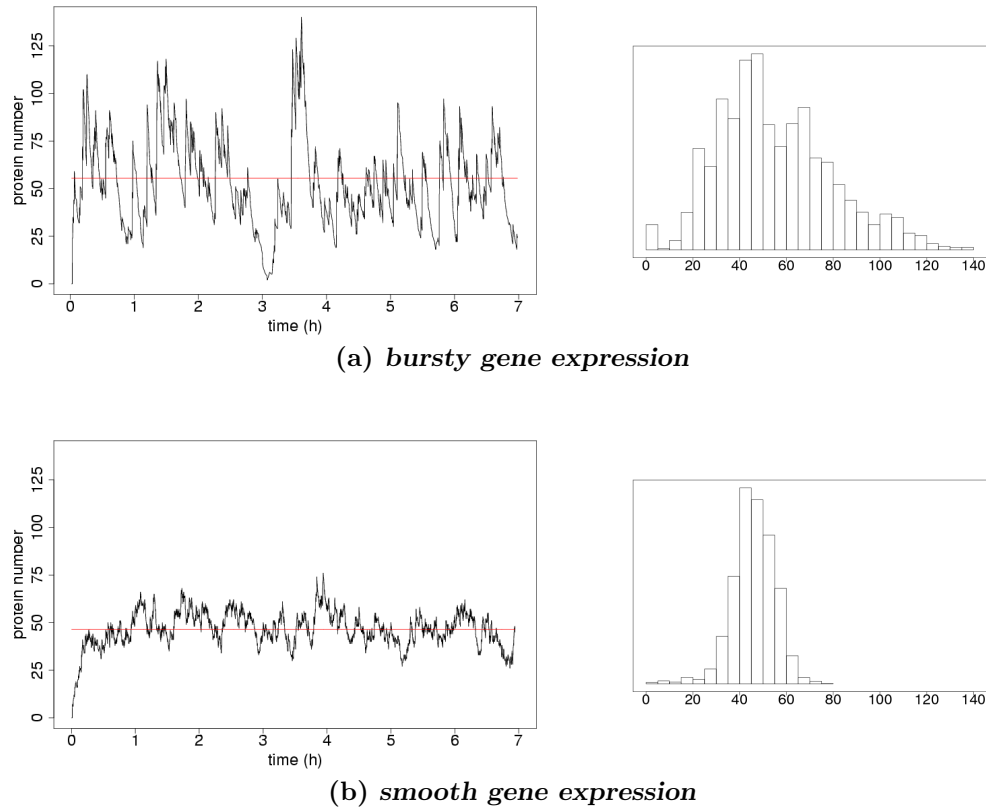 protein number
0 25 50 75 100 125
0 1 2 3 4 5 6 7
time (h)
0 20 40 60 80 100 120 140
(a) bursty gene expression
protein number
0 25 50 75 100 125
0 1 2 3 4 5 6 7
time (h)
0 20 40 60 80 100 120 140
(b) smooth gene expression